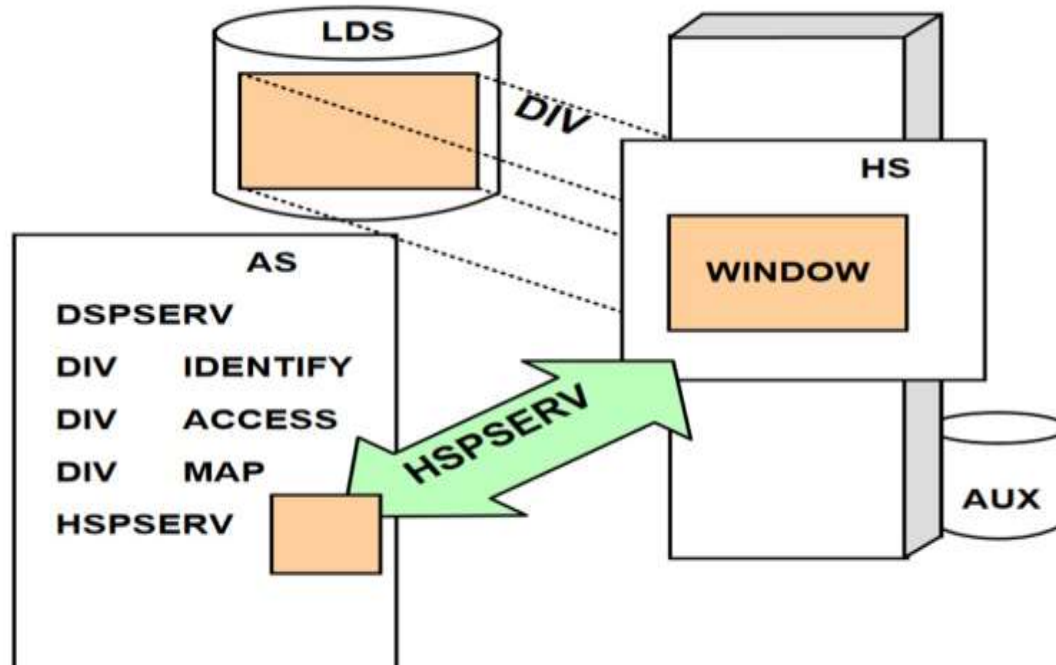 LDS
DIV
HS
WINDOW
AS
DSPSERV
DIV IDENTIFY
DIV ACCESS
DIV MAP
HSPSERV
HSPSERV
AUX